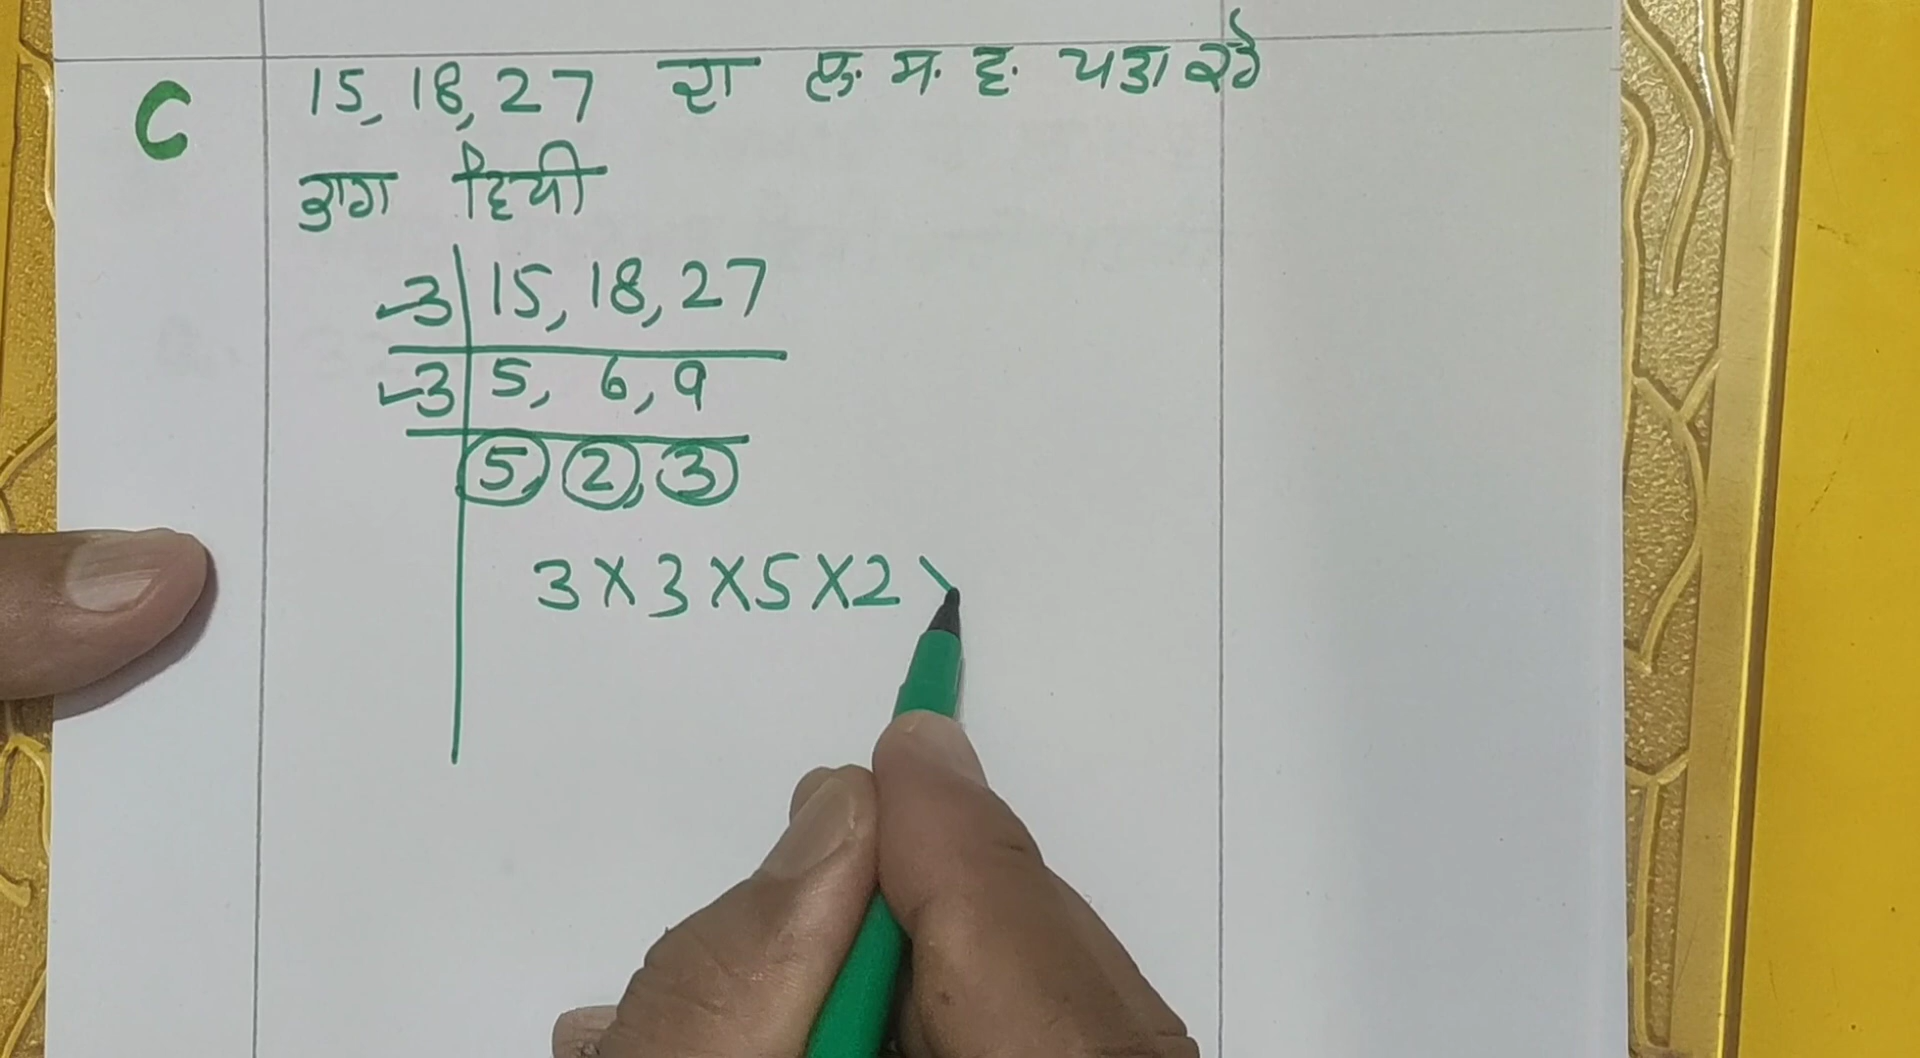 C 15, 18, 27 ਦਾ ਲ. ਸ. ਵ. ਪਤਾ ਕਰੋ
ਭਾਗ ਵਿਧੀ
3 15, 18, 27
3 5, 6, 9
5, 2, 3
3 X 3 X 5 X 2